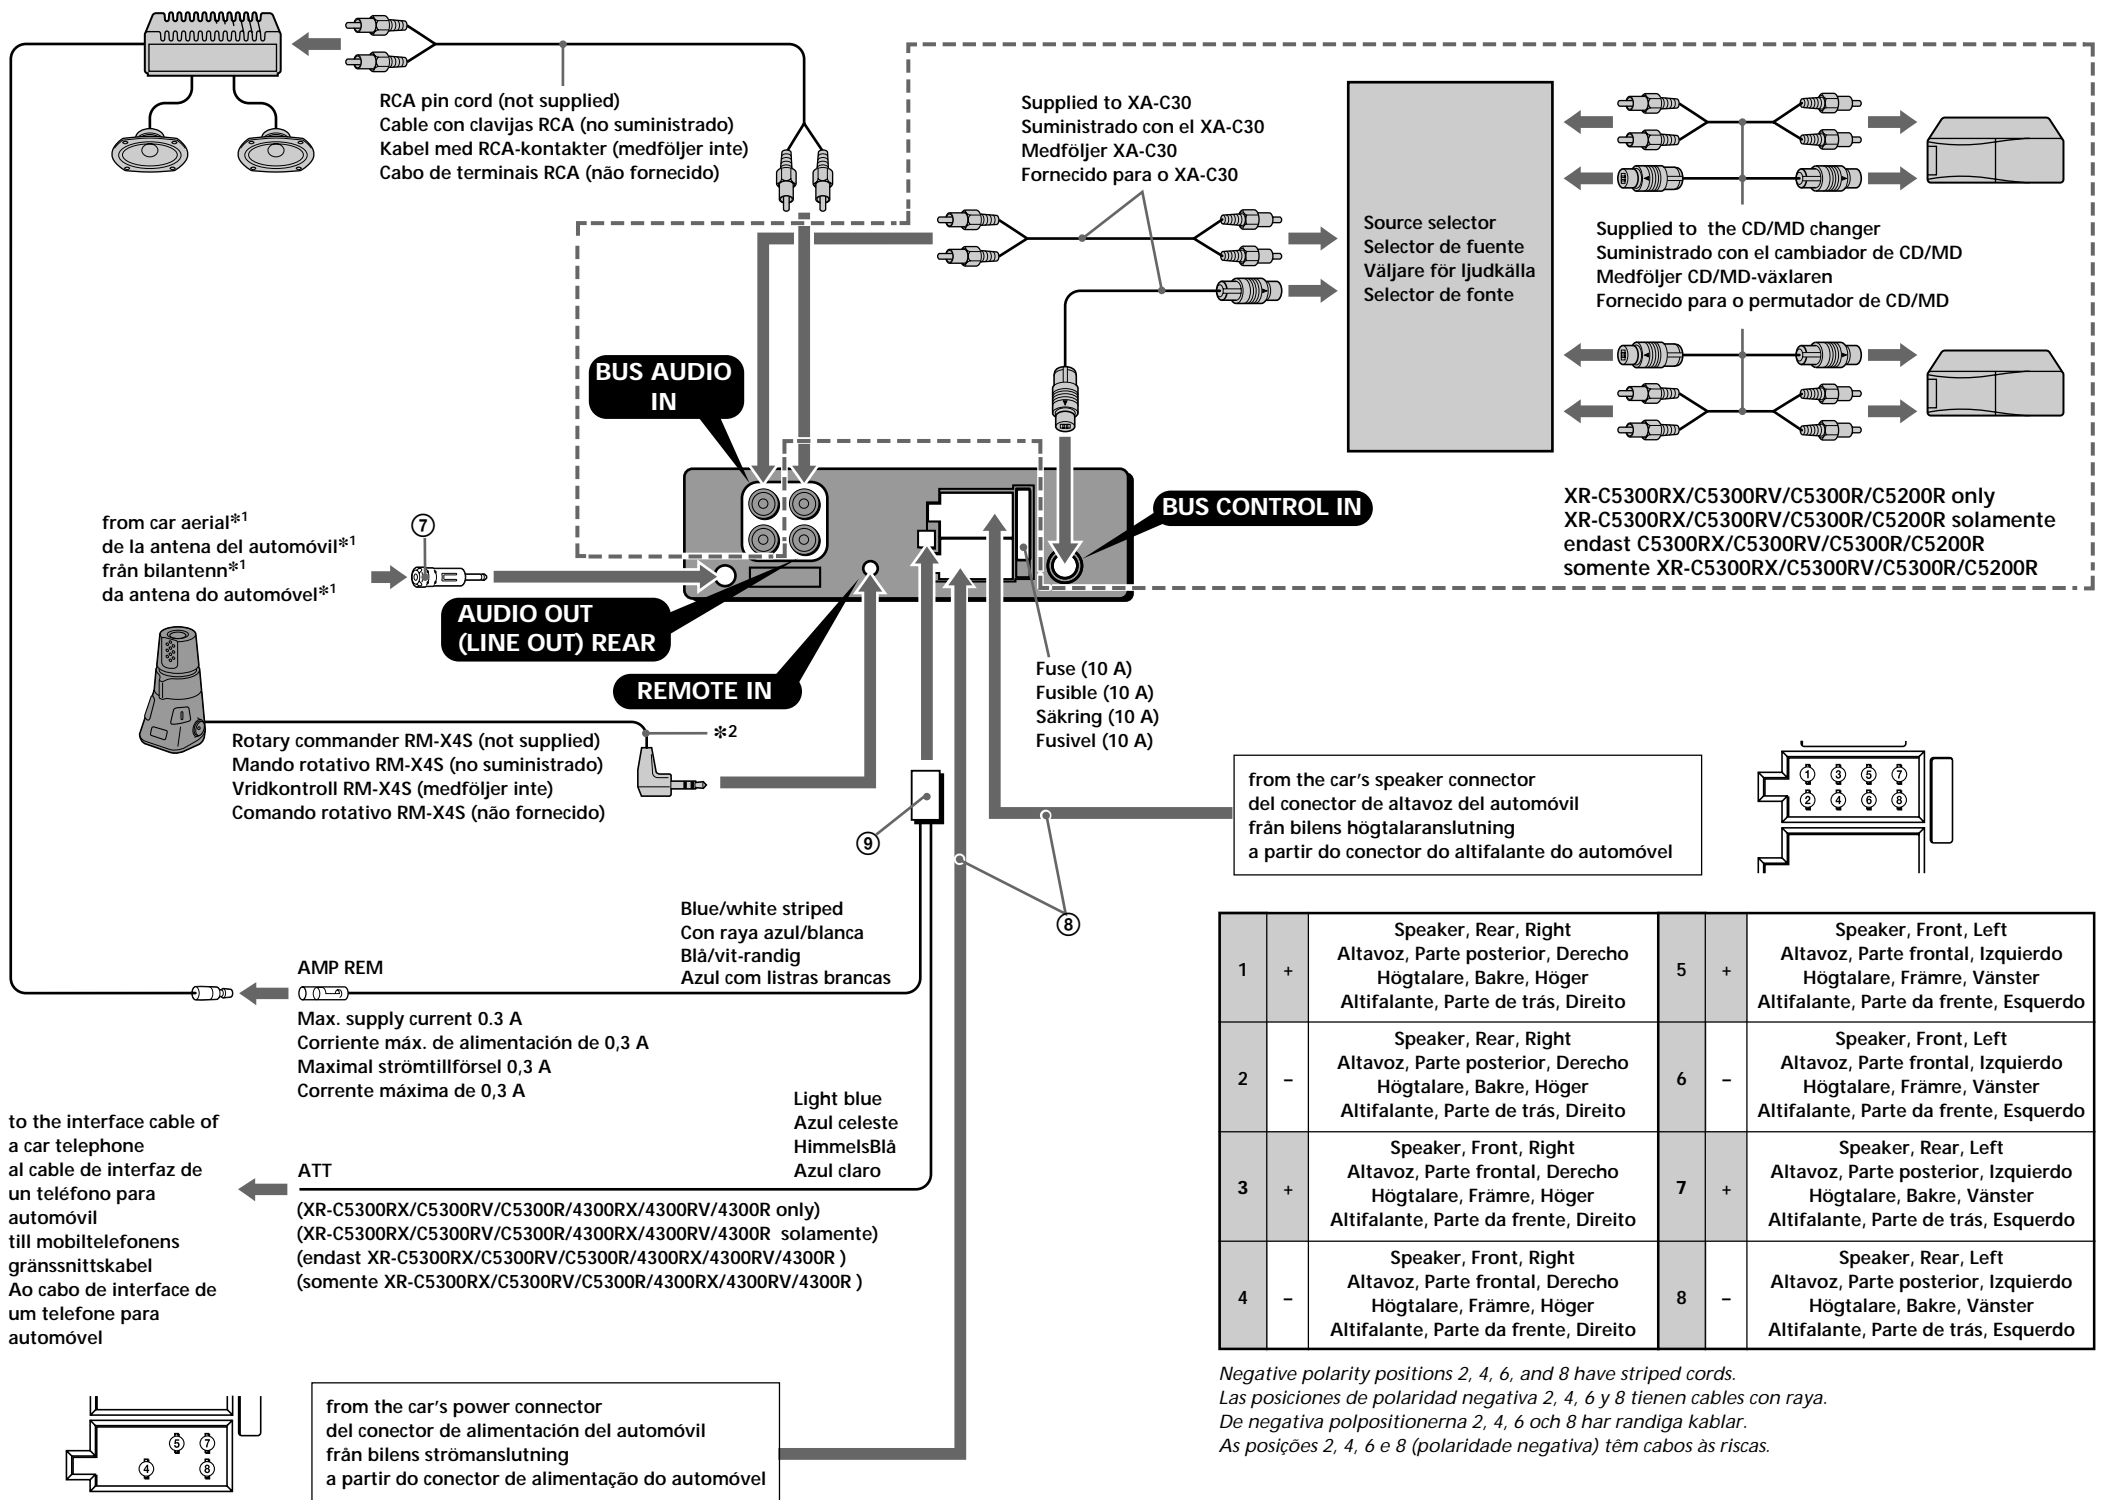 RCA pin cord (not supplied)
Cable con clavijas RCA (no suministrado)
Kabel med RCA-kontakter (medföljer inte)
Cabo de terminais RCA (não fornecido)
Supplied to XA-C30
Suministrado con el XA-C30
Medföljer XA-C30
Fornecido para o XA-C30
Source selector
Selector de fuente
Väljare för ljudkälla
Selector de fonte
Supplied to the CD/MD changer
Suministrado con el cambiador de CD/MD
Medföljer CD/MD-växlaren
Fornecido para o permutador de CD/MD
BUS AUDIO
IN
XR-C5300RX/C5300RV/C5300R/C5200R only
XR-C5300RX/C5300RV/C5300R/C5200R solamente
endast C5300RX/C5300RV/C5300R/C5200R
somente XR-C5300RX/C5300RV/C5300R/C5200R
BUS CONTROL IN
from car aerial*1
de la antena del automóvil*1
från bilantenn*1
da antena do automóvel*1
⑦
AUDIO OUT
(LINE OUT) REAR
REMOTE IN
Fuse (10 A)
Fusible (10 A)
Säkring (10 A)
Fusivel (10 A)
*2
Rotary commander RM-X4S (not supplied)
Mando rotativo RM-X4S (no suministrado)
Vridkontroll RM-X4S (medföljer inte)
Comando rotativo RM-X4S (não fornecido)
⑨
⑧
from the car's speaker connector
del conector de altavoz del automóvil
från bilens högtalaranslutning
a partir do conector do altifalante do automóvel
① ③ ⑤ ⑦
② ④ ⑥ ⑧
Blue/white striped
Con raya azul/blanca
Blå/vit-randig
Azul com listras brancas
AMP REM
Max. supply current 0.3 A
Corriente máx. de alimentación de 0,3 A
Maximal strömtillförsel 0,3 A
Corrente máxima de 0,3 A
Light blue
Azul celeste
HimmelsBlå
Azul claro
to the interface cable of
a car telephone
al cable de interfaz de
un teléfono para
automóvil
till mobiltelefonens
gränssnittskabel
Ao cabo de interface de
um telefone para
automóvel
ATT
(XR-C5300RX/C5300RV/C5300R/4300RX/4300RV/4300R only)
(XR-C5300RX/C5300RV/C5300R/4300RX/4300RV/4300R solamente)
(endast XR-C5300RX/C5300RV/C5300R/4300RX/4300RV/4300R )
(somente XR-C5300RX/C5300RV/C5300R/4300RX/4300RV/4300R )
1 +
Speaker, Rear, Right
Altavoz, Parte posterior, Derecho
Högtalare, Bakre, Höger
Altifalante, Parte de trás, Direito
5 +
Speaker, Front, Left
Altavoz, Parte frontal, Izquierdo
Högtalare, Främre, Vänster
Altifalante, Parte da frente, Esquerdo
2 –
Speaker, Rear, Right
Altavoz, Parte posterior, Derecho
Högtalare, Bakre, Höger
Altifalante, Parte de trás, Direito
6 –
Speaker, Front, Left
Altavoz, Parte frontal, Izquierdo
Högtalare, Främre, Vänster
Altifalante, Parte da frente, Esquerdo
3 +
Speaker, Front, Right
Altavoz, Parte frontal, Derecho
Högtalare, Främre, Höger
Altifalante, Parte da frente, Direito
7 +
Speaker, Rear, Left
Altavoz, Parte posterior, Izquierdo
Högtalare, Bakre, Vänster
Altifalante, Parte de trás, Esquerdo
4 –
Speaker, Front, Right
Altavoz, Parte frontal, Derecho
Högtalare, Främre, Höger
Altifalante, Parte da frente, Direito
8 –
Speaker, Rear, Left
Altavoz, Parte posterior, Izquierdo
Högtalare, Bakre, Vänster
Altifalante, Parte de trás, Esquerdo
Negative polarity positions 2, 4, 6, and 8 have striped cords.
Las posiciones de polaridad negativa 2, 4, 6 y 8 tienen cables con raya.
De negativa polpositionerna 2, 4, 6 och 8 har randiga kablar.
As posições 2, 4, 6 e 8 (polaridade negativa) têm cabos às riscas.
⑤ ⑦
④ ⑧
from the car's power connector
del conector de alimentación del automóvil
från bilens strömanslutning
a partir do conector de alimentação do automóvel